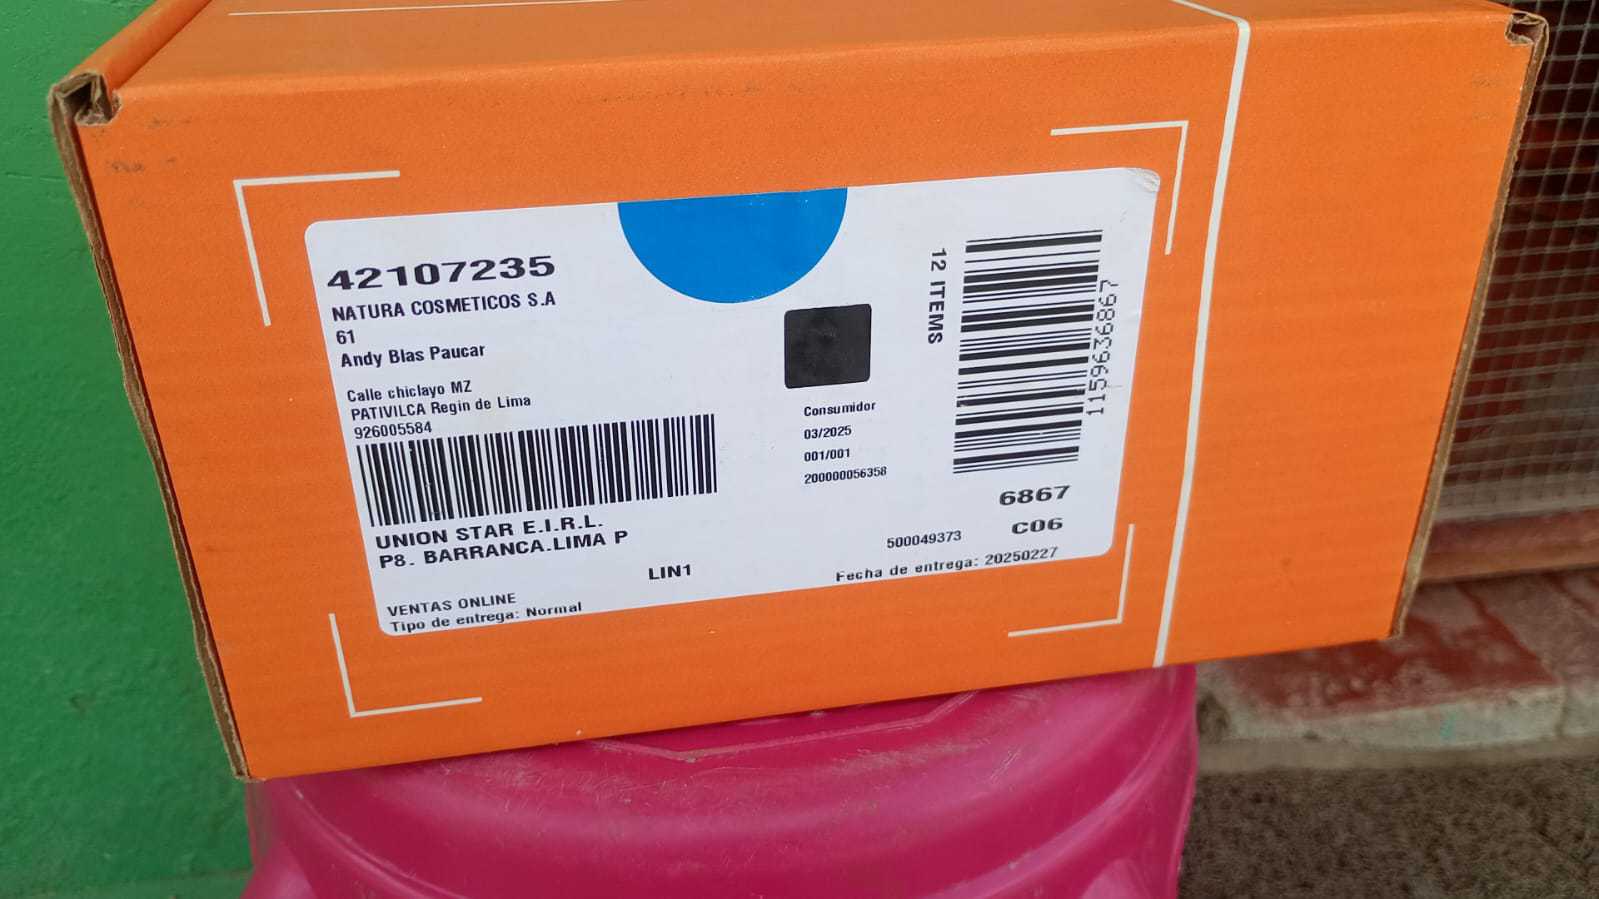 42107235
NATURA COSMETICOS S.A
61
Andy Blas Paucar
Calle chiclayo MZ
PATIVILCA Regin de Lima
926005584
UNION STAR E.I.R.L.
P8. BARRANCA.LIMA P
LIN1
VENTAS ONLINE
Tipo de entrega: Normal
Consumidor
03/2025
001/001
200000056358
12 ITEMS
1159636867
6867
C06
500049373
Fecha de entrega: 20250227